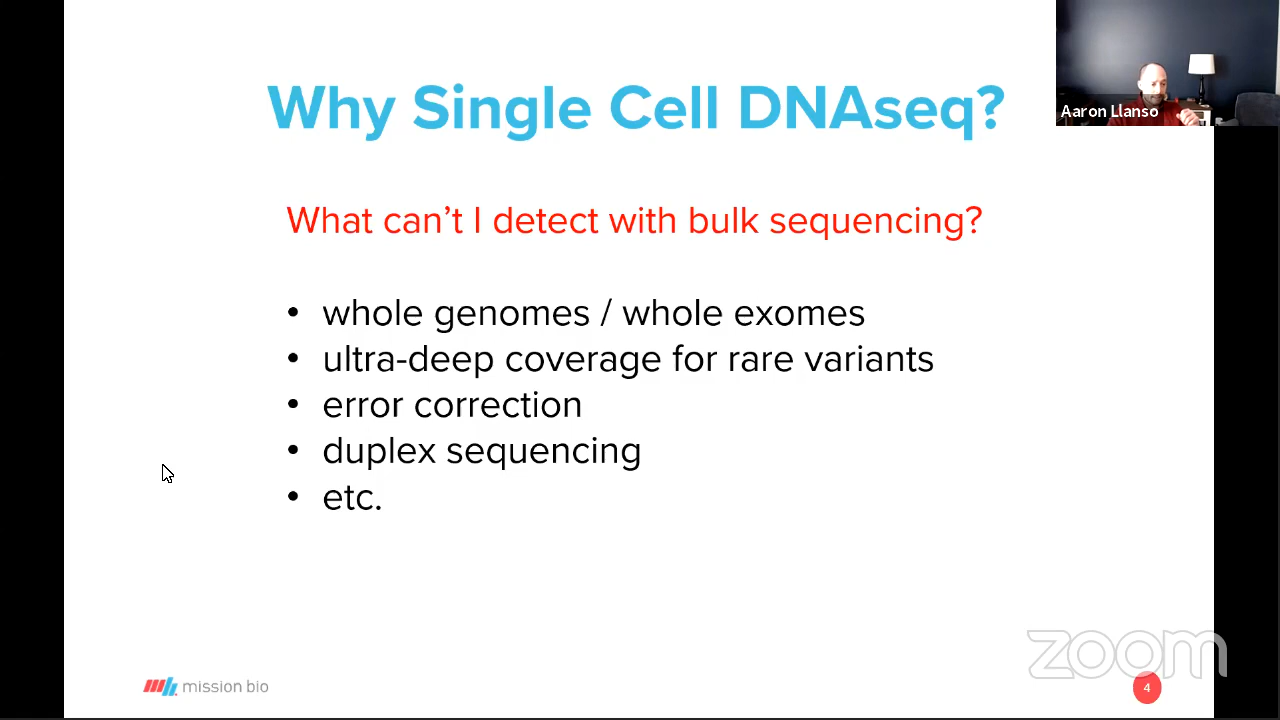 Why Single Cell DNAseq?
Aaron Llanso
What can't I detect with bulk sequencing?
• whole genomes / whole exomes
• ultra-deep coverage for rare variants
• error correction
• duplex sequencing
• etc.
mission bio
zoom
4